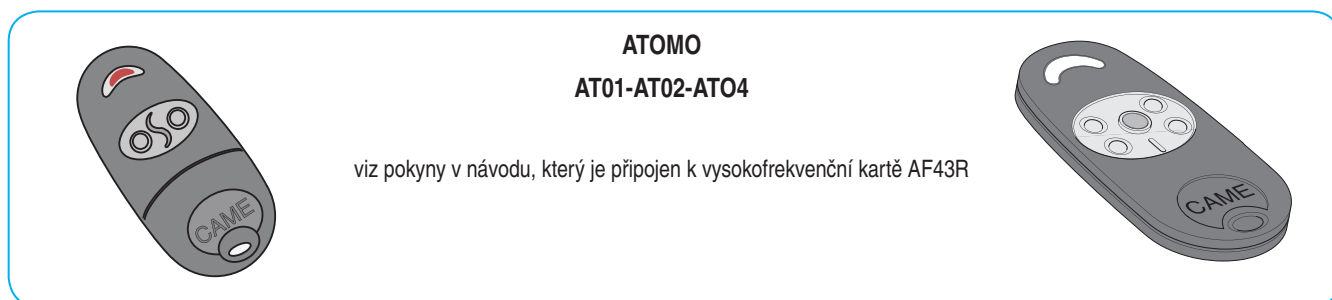 ATOMO
AT01-AT02-ATO4
viz pokyny v návodu, který je připojen k vysokofrekvenční kartě AF43R
CAME
CAME